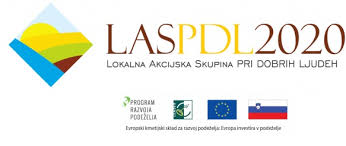 LASPDL2020
LOKALNA AKCIJSKA SKUPINA PRI DOBRIH LJUDEH
PROGRAM
RAZVOJA
PODEŽELJA
Evropski kmetijski sklad za razvoj podeželja: Evropa investira v podeželje